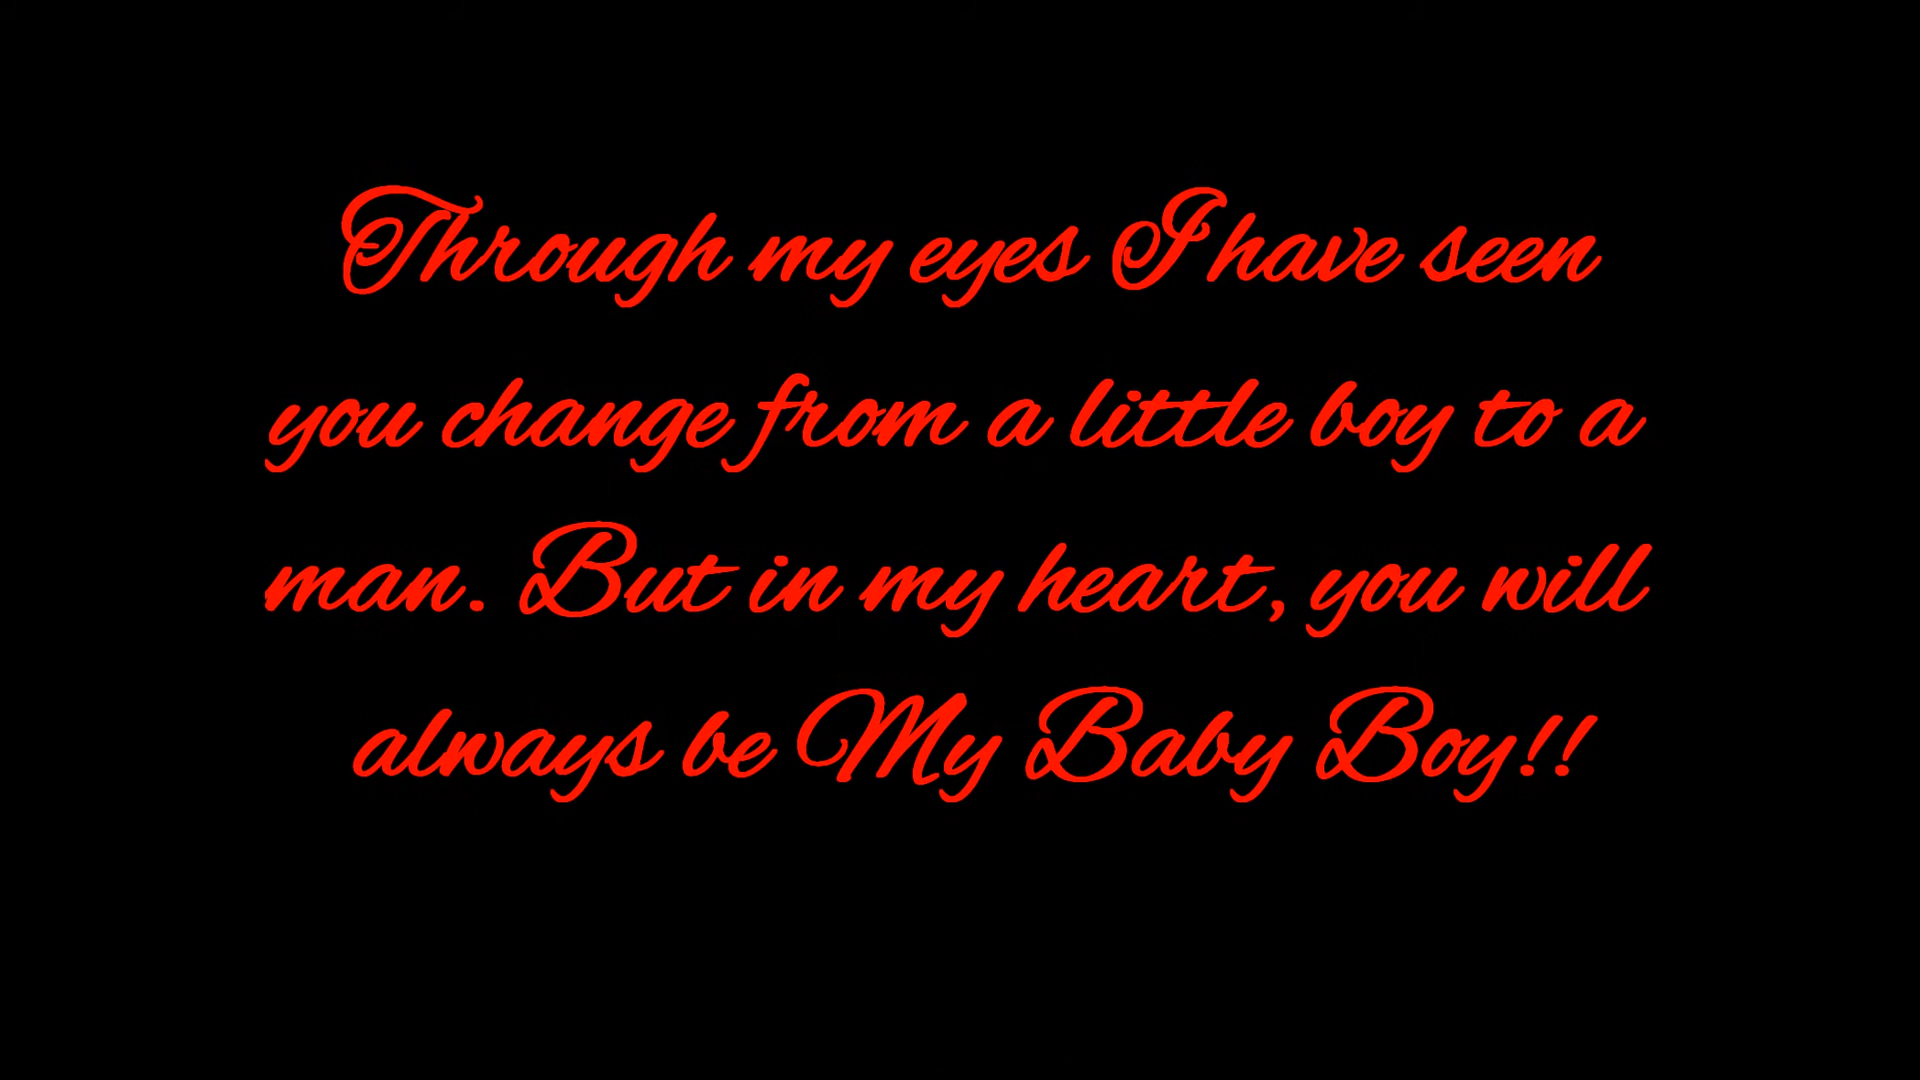 Through my eyes I have seen
you change from a little boy to a
man. But in my heart, you will
always be My Baby Boy!!